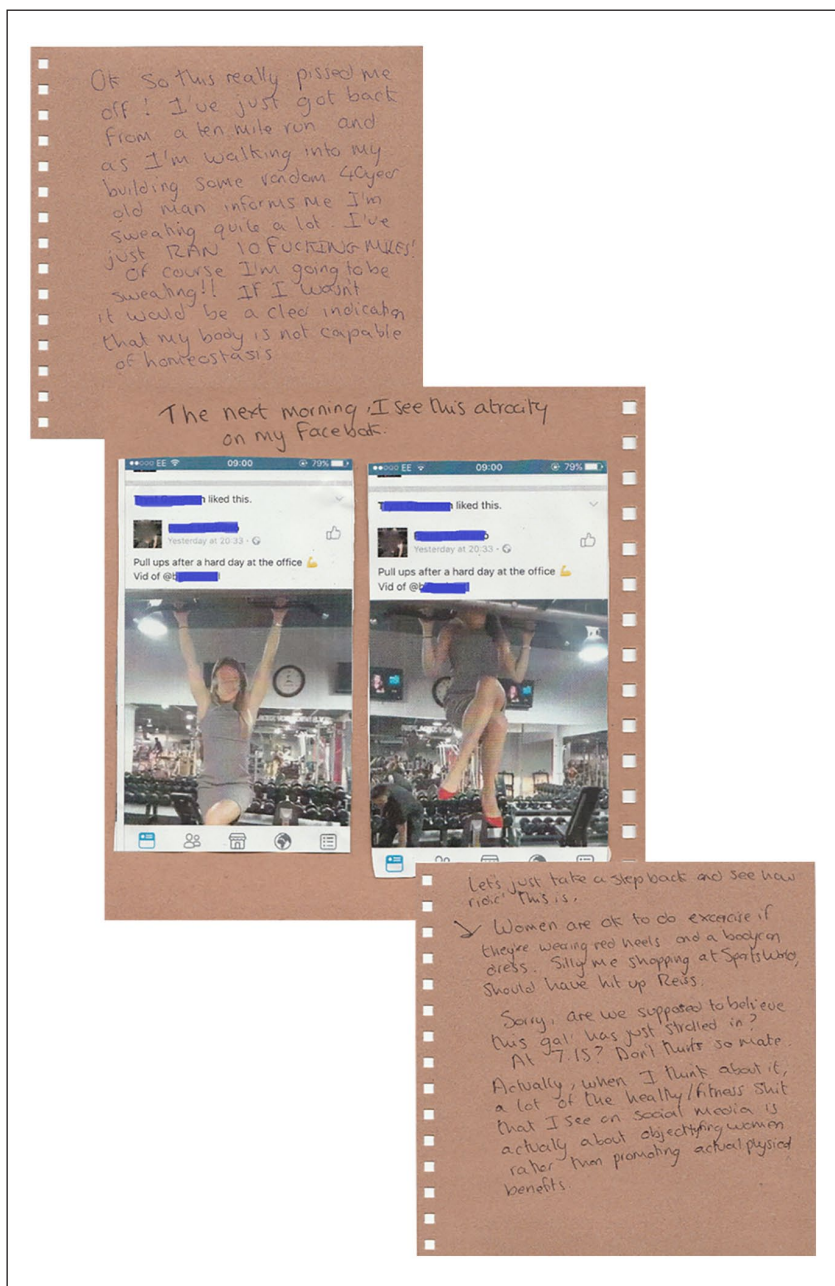 Ok So this really pissed me
off! I've just got back
from a ten mile run and
as I'm walking into my
building some random 40year
old man informs me I'm
sweating quite a lot. I've
just RAN 10 FUCKING MILES!
Of course I'm going to be
sweating!! If I wasn't
it would be a clear indication
that my body is not capable
of homeostasis
The next morning, I see this atrocity
on my Facebook.
EE 09:00 79%
liked this.
Yesterday at 20:33
Pull ups after a hard day at the office 💪
Vid of @b
EE 09:00 79%
liked this.
Yesterday at 20:33
Pull ups after a hard day at the office 💪
Vid of @b
Let's just take a step back and see how
ridic' this is.
↘ Women are ok to do excercise if
they're wearing red heels and a bodycon
dress. Silly me shopping at SportsWorld,
should have hit up Reiss.
Sorry, are we supposed to believe
this gal' has just strolled in?
At 7.15? Don't think so mate.
Actually, when I think about it,
a lot of the healthy/fitness shit
that I see on social media is
actually about objectifying women
rather than promoting actual physical
benefits